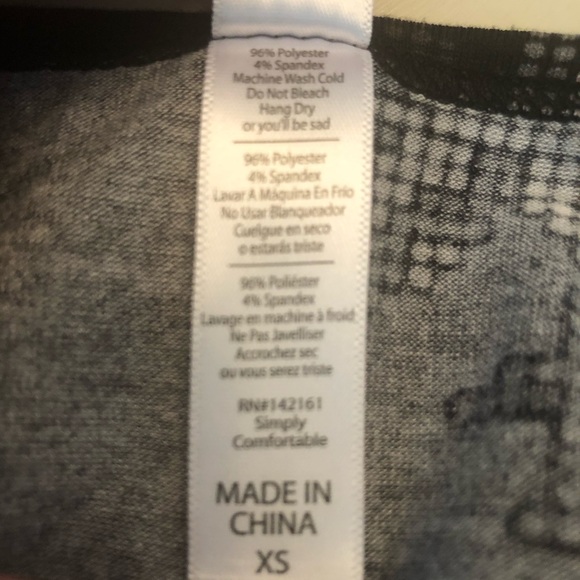 96% Polyester
4% Spandex
Machine Wash Cold
Do Not Bleach
Hang Dry
or you'll be sad
96% Polyester
4% Spandex
Lavar A Máquina En Frío
No Usar Blanqueador
Cuelgue en seco
o estarás triste
96% Poliéster
4% Spandex
Lavage en machine à froid
Ne Pas Javelliser
Accrochez sec
ou vous serez triste
RN#142161
Simply
Comfortable
MADE IN
CHINA
XS